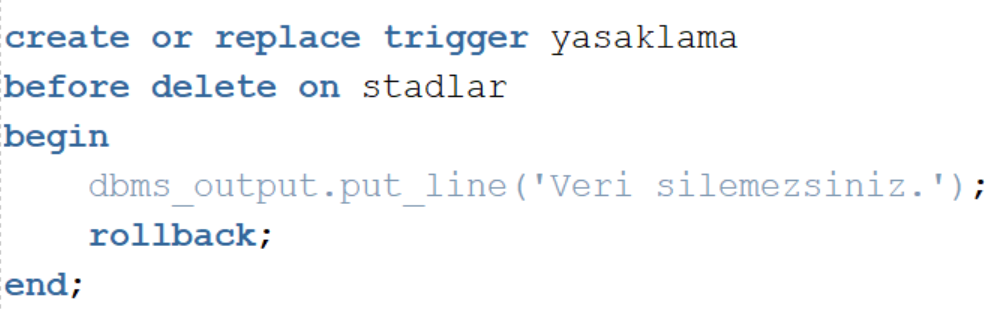 create or replace trigger yasaklama
before delete on stadlar
begin
dbms_output.put_line('Veri silemezsiniz.');
rollback;
end;